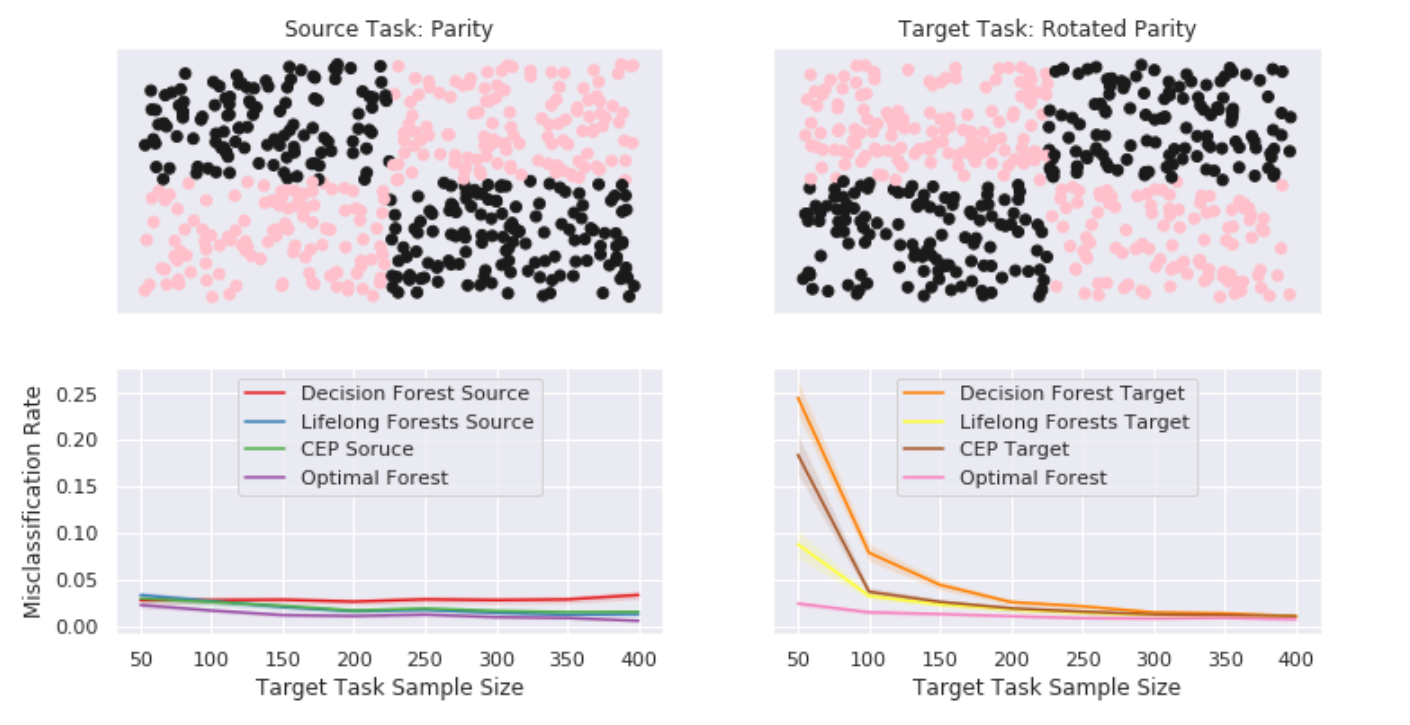 Source Task: Parity
Target Task: Rotated Parity
Misclassification Rate
0.25
0.20
0.15
0.10
0.05
0.00
Decision Forest Source
Lifelong Forests Source
CEP Soruce
Optimal Forest
50 100 150 200 250 300 350 400
Target Task Sample Size
Decision Forest Target
Lifelong Forests Target
CEP Target
Optimal Forest
50 100 150 200 250 300 350 400
Target Task Sample Size